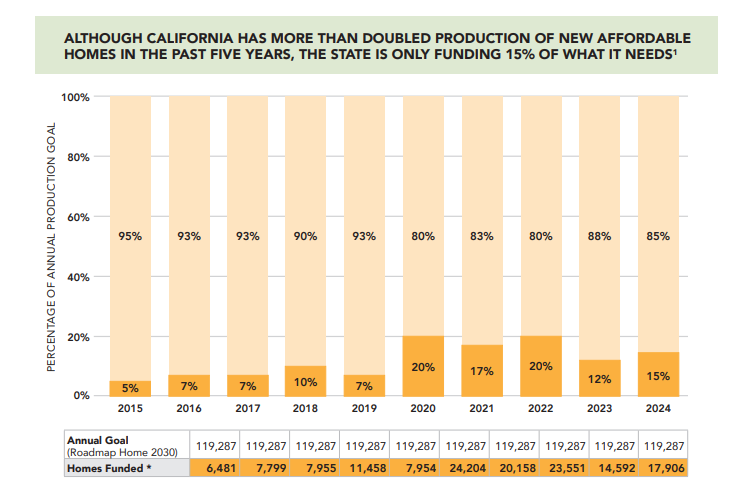 ALTHOUGH CALIFORNIA HAS MORE THAN DOUBLED PRODUCTION OF NEW AFFORDABLE
HOMES IN THE PAST FIVE YEARS, THE STATE IS ONLY FUNDING 15% OF WHAT IT NEEDS¹
PERCENTAGE OF ANNUAL PRODUCTION GOAL
100%
80%
60%
95% 93% 93% 90% 93% 80% 83% 80% 88% 85%
40%
20%
5% 7% 7% 10% 7% 20% 17% 20% 12% 15%
0%
2015 2016 2017 2018 2019 2020 2021 2022 2023 2024
Annual Goal
(Roadmap Home 2030) 119,287 119,287 119,287 119,287 119,287 119,287 119,287 119,287 119,287 119,287
Homes Funded * 6,481 7,799 7,955 11,458 7,954 24,204 20,158 23,551 14,592 17,906